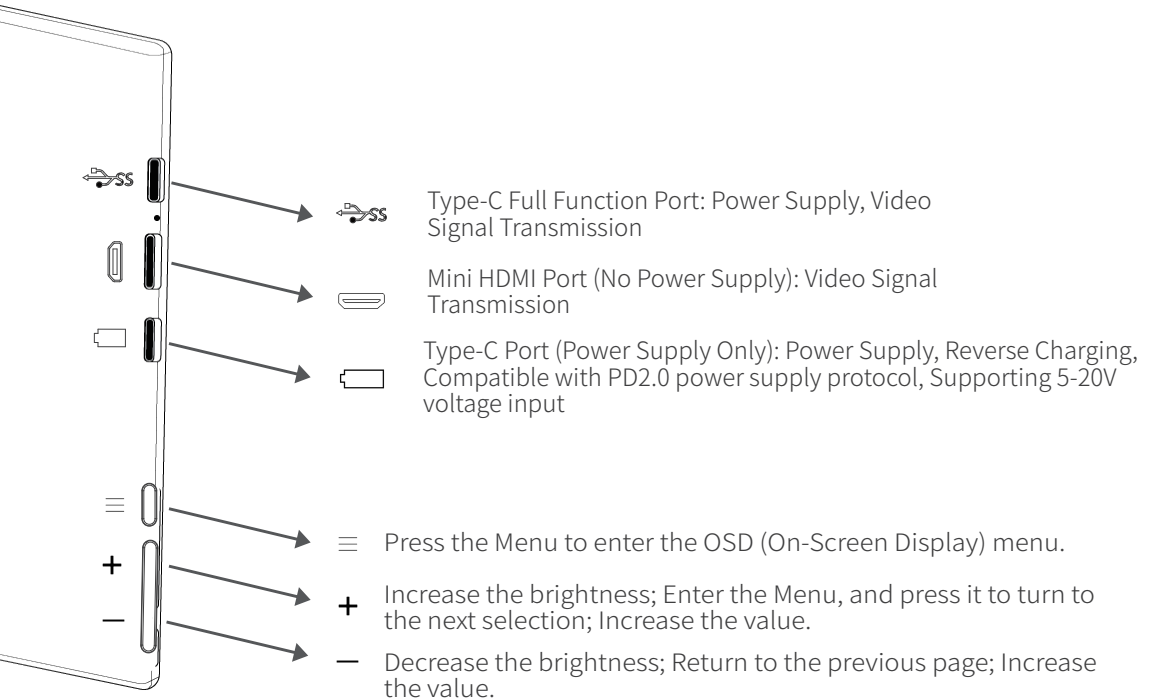 SS
SS Type-C Full Function Port: Power Supply, Video
Signal Transmission
Mini HDMI Port (No Power Supply): Video Signal
Transmission
Type-C Port (Power Supply Only): Power Supply, Reverse Charging,
Compatible with PD2.0 power supply protocol, Supporting 5-20V
voltage input
Press the Menu to enter the OSD (On-Screen Display) menu.
+
+ Increase the brightness; Enter the Menu, and press it to turn to
the next selection; Increase the value.
—
— Decrease the brightness; Return to the previous page; Increase
the value.